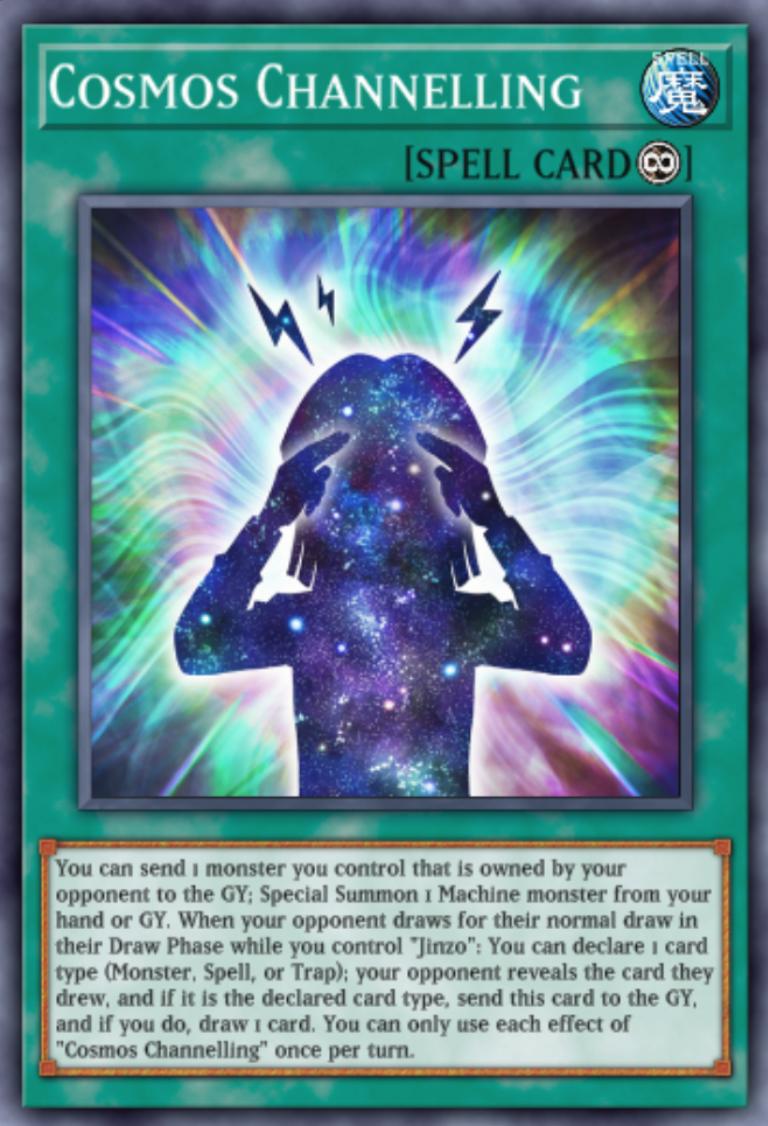 COSMOS CHANNELLING
SPELL
魔
[SPELL CARD]
You can send 1 monster you control that is owned by your
opponent to the GY; Special Summon 1 Machine monster from your
hand or GY. When your opponent draws for their normal draw in
their Draw Phase while you control "Jinzo": You can declare 1 card
type (Monster, Spell, or Trap); your opponent reveals the card they
drew, and if it is the declared card type, send this card to the GY,
and if you do, draw 1 card. You can only use each effect of
"Cosmos Channelling" once per turn.